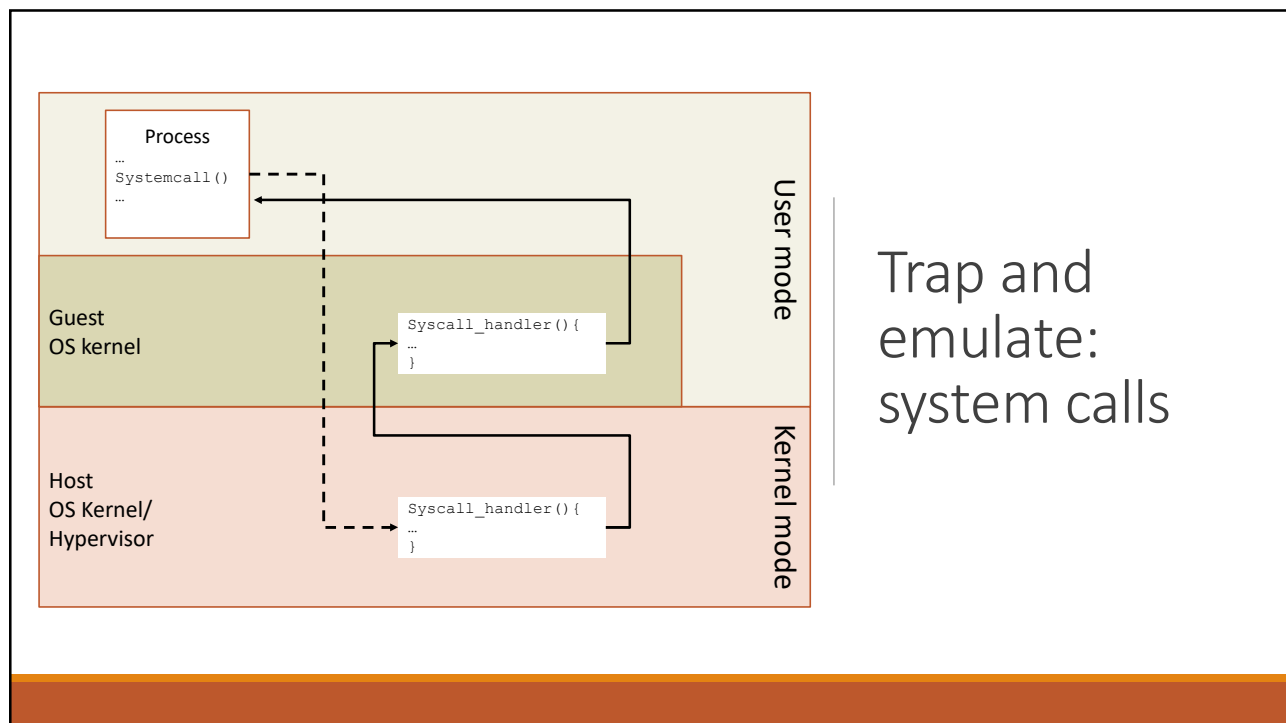 Process
…
Systemcall()
…
User mode
Guest
OS kernel
Syscall_handler(){
…
}
Host
OS Kernel/
Hypervisor
Syscall_handler(){
…
}
Kernel mode
Trap and
emulate:
system calls